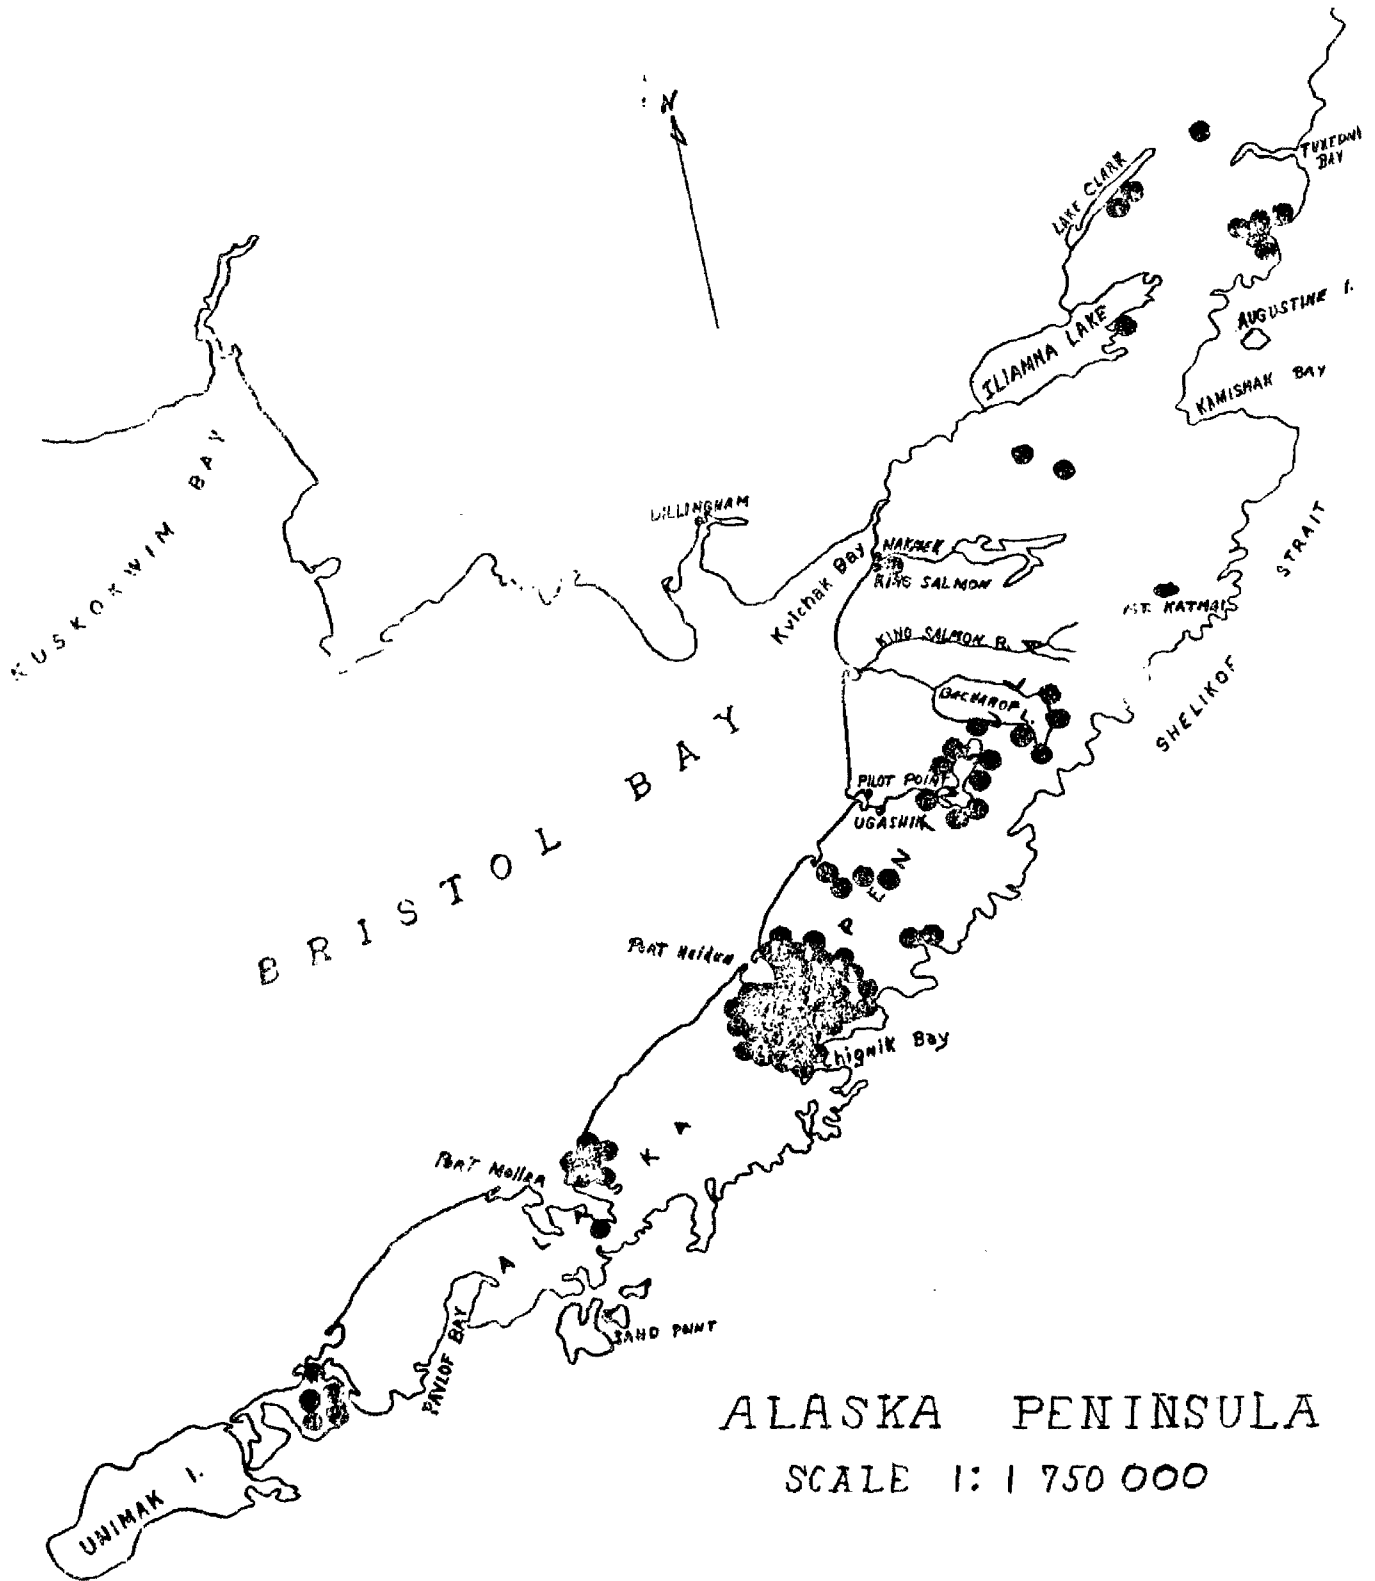 N
TUXEDNI
BAY
LAKE CLARK
AUGUSTINE I.
ILIAMNA LAKE
KAMISHAK BAY
KUSKOKWIM BAY
DILLINGHAM
Kvichak Bay
NAKNEK
KING SALMON
STRAIT
MT. KATMAI
KING SALMON R.
SHELIKOF
BECHAROF L.
BRISTOL BAY
PILOT POINT
UGASHIK
PORT Heiden
Chignik Bay
PORT Moller
ALASKA PEN
SAND POINT
PAVLOF BAY
UNIMAK I.
ALASKA PENINSULA
SCALE 1:1 750 000